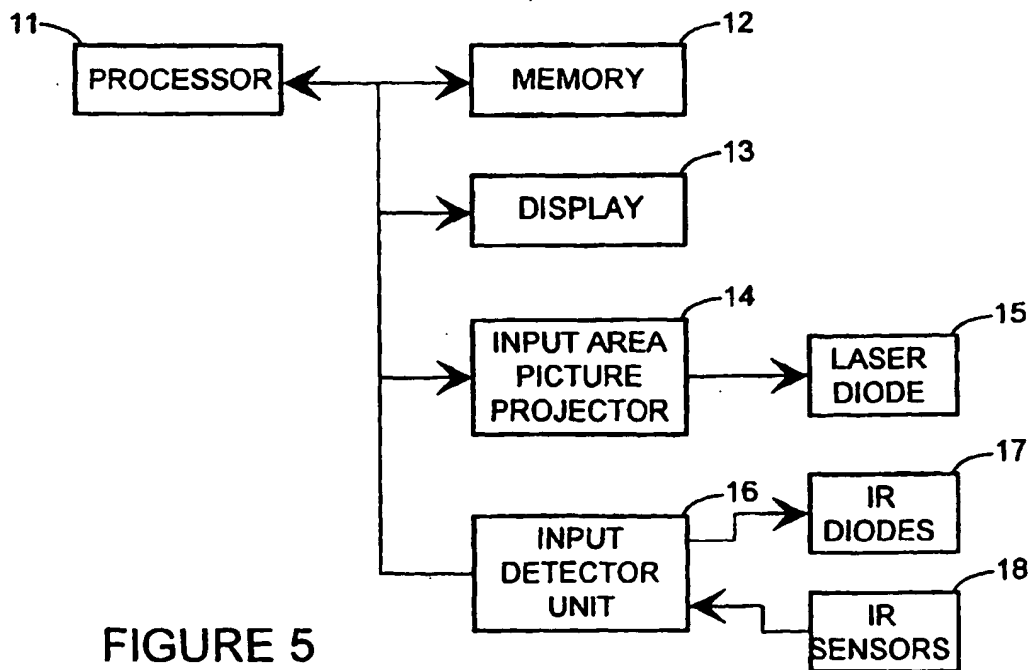 11
PROCESSOR
12
MEMORY
13
DISPLAY
14
INPUT AREA
PICTURE
PROJECTOR
15
LASER
DIODE
16
INPUT
DETECTOR
UNIT
17
IR
DIODES
18
IR
SENSORS
FIGURE 5